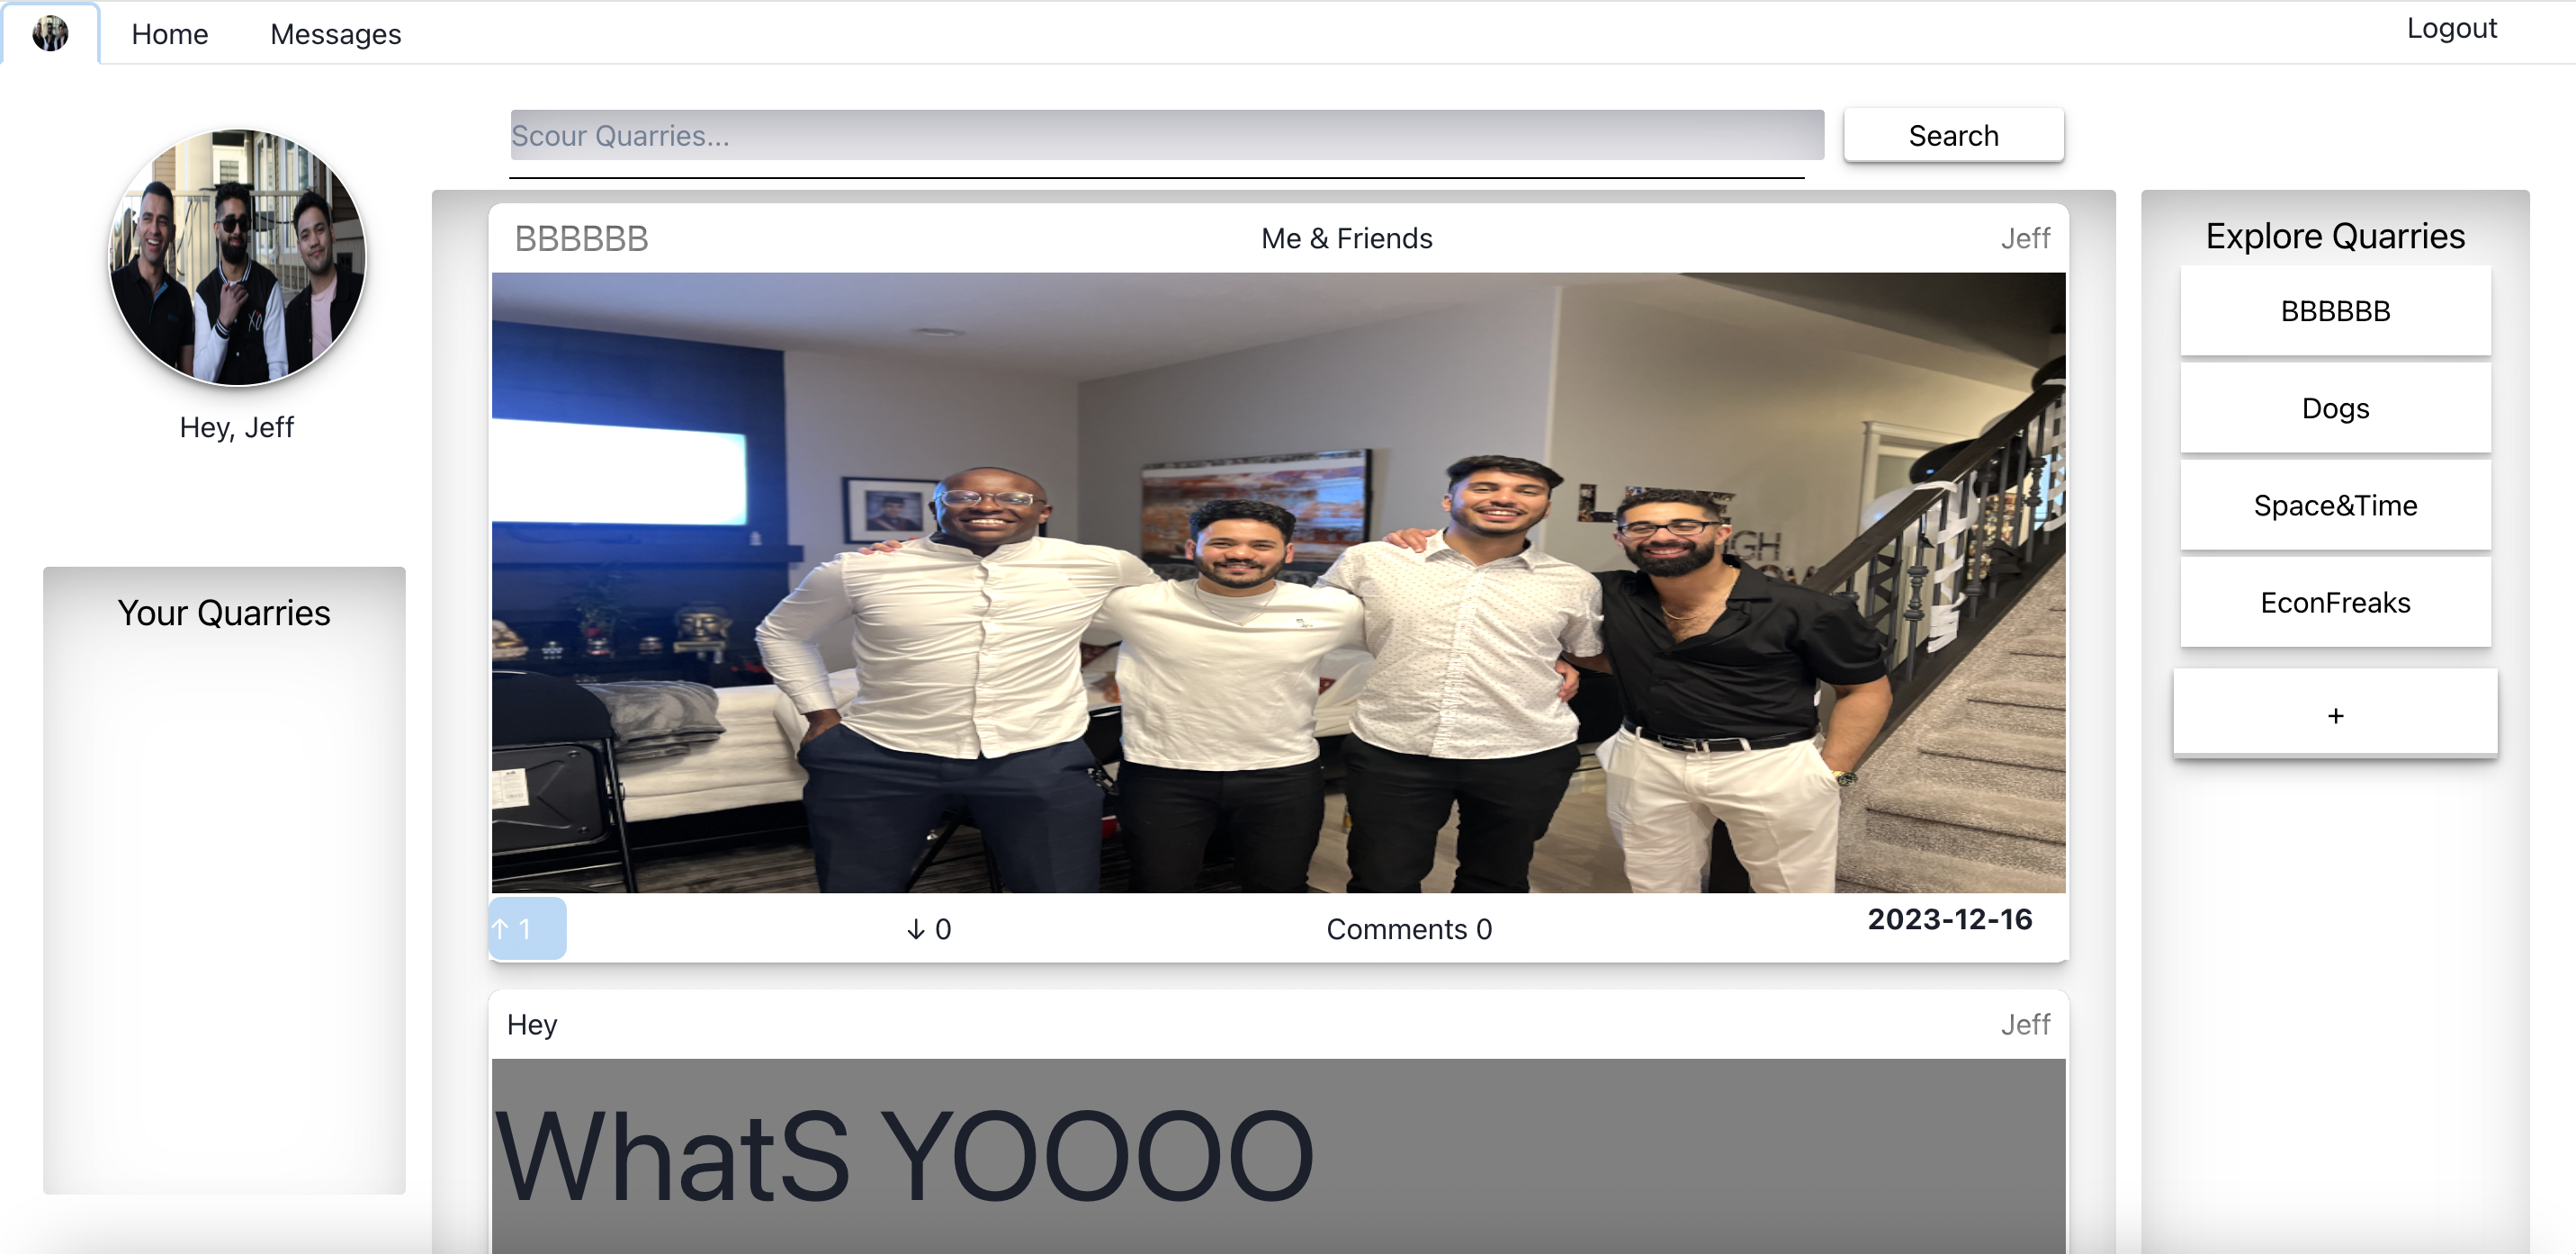 Home Messages Logout
Scour Quarries...
Search
Hey, Jeff
Your Quarries
BBBBBB Me & Friends Jeff
↑ 1 ↓ 0 Comments 0 2023-12-16
Hey Jeff
WhatS YOOOO
Explore Quarries
BBBBBB
Dogs
Space&Time
EconFreaks
+